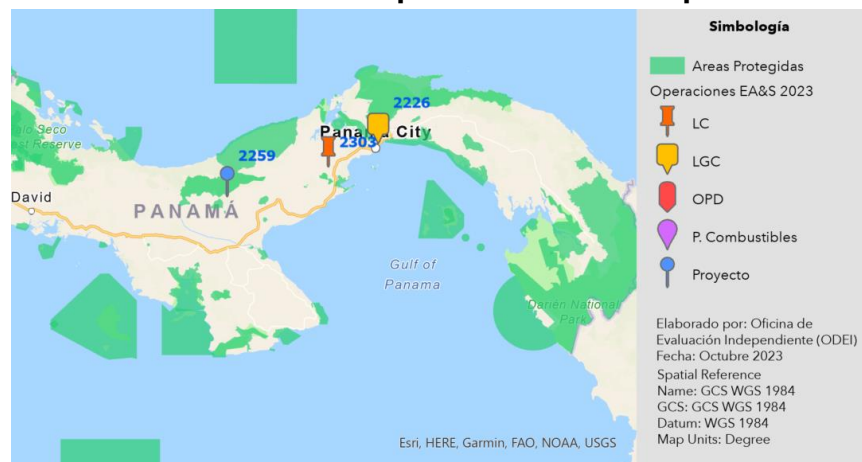 2226
Panama City
2303
2259
David
PANAMÁ
Gulf of
Panama
Darién National
Park
Esri, HERE, Garmin, FAO, NOAA, USGS
Simbología
Areas Protegidas
Operaciones EA&S 2023
LC
LGC
OPD
P. Combustibles
Proyecto
Elaborado por: Oficina de
Evaluación Independiente (ODEI)
Fecha: Octubre 2023
Spatial Reference
Name: GCS WGS 1984
GCS: GCS WGS 1984
Datum: WGS 1984
Map Units: Degree